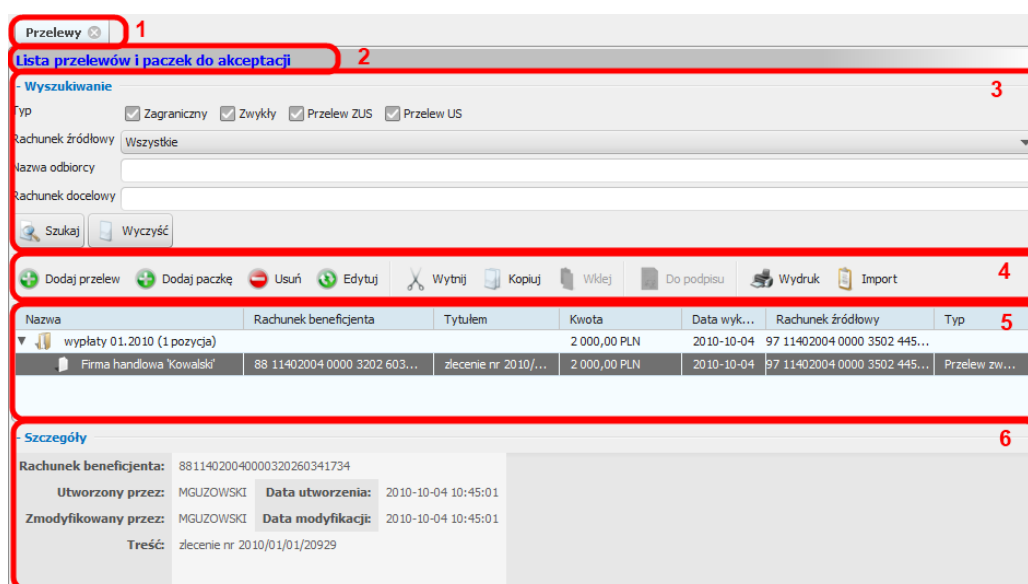 Przelewy 1
Lista przelewów i paczek do akceptacji 2
- Wyszukiwanie 3
Typ Zagraniczny Zwykły Przelew ZUS Przelew US
Rachunek źródłowy Wszystkie
Nazwa odbiorcy
Rachunek docelowy
Szukaj Wyczyść
Dodaj przelew Dodaj paczkę Usuń Edytuj Wytnij Kopiuj Wklej Do podpisu Wydruk Import 4
Nazwa Rachunek beneficjenta Tytułem Kwota Data wyk... Rachunek źródłowy Typ 5
wypłaty 01.2010 (1 pozycja) 2 000,00 PLN 2010-10-04 97 11402004 0000 3502 445...
Firma handlowa 'Kowalski' 88 11402004 0000 3202 603... zlecenie nr 2010/... 2 000,00 PLN 2010-10-04 97 11402004 0000 3502 445... Przelew zw...
- Szczegóły 6
Rachunek beneficjenta: 88114020040000320260341734
Utworzony przez: MGUZOWSKI Data utworzenia: 2010-10-04 10:45:01
Zmodyfikowany przez: MGUZOWSKI Data modyfikacji: 2010-10-04 10:45:01
Treść: zlecenie nr 2010/01/01/20929